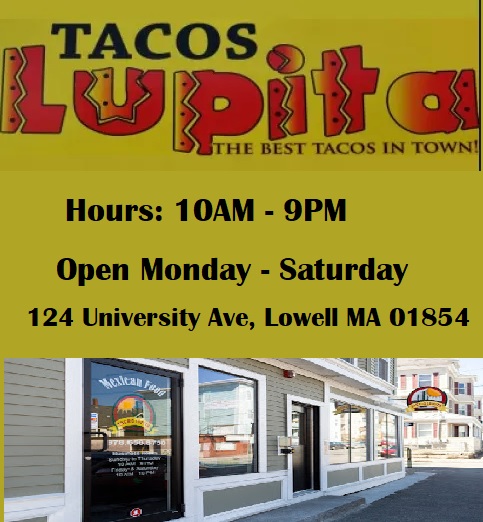 TACOS
Lupita
THE BEST TACOS IN TOWN!
Hours: 10AM - 9PM
Open Monday - Saturday
124 University Ave, Lowell MA 01854
Mexican Food